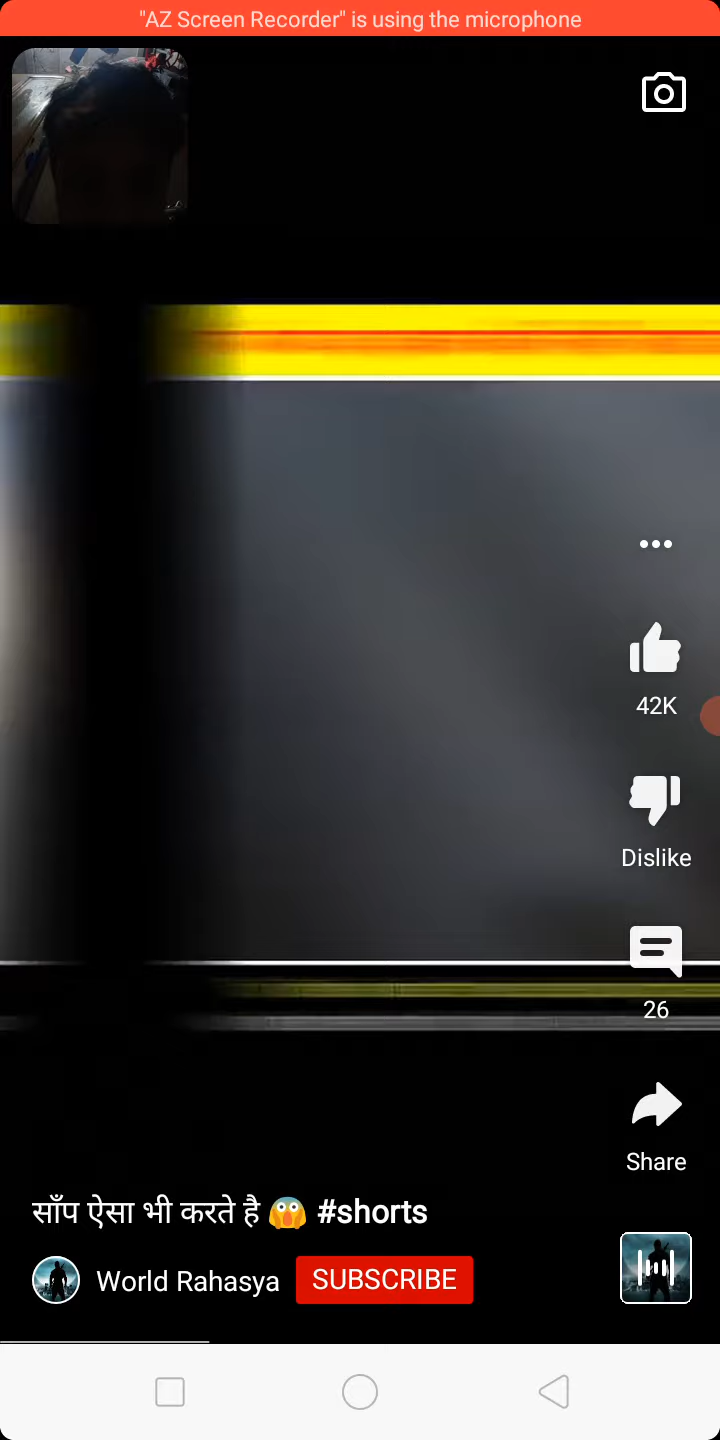 "AZ Screen Recorder" is using the microphone
42K
Dislike
26
Share
साँप ऐसा भी करते है 😱 #shorts
World Rahasya SUBSCRIBE